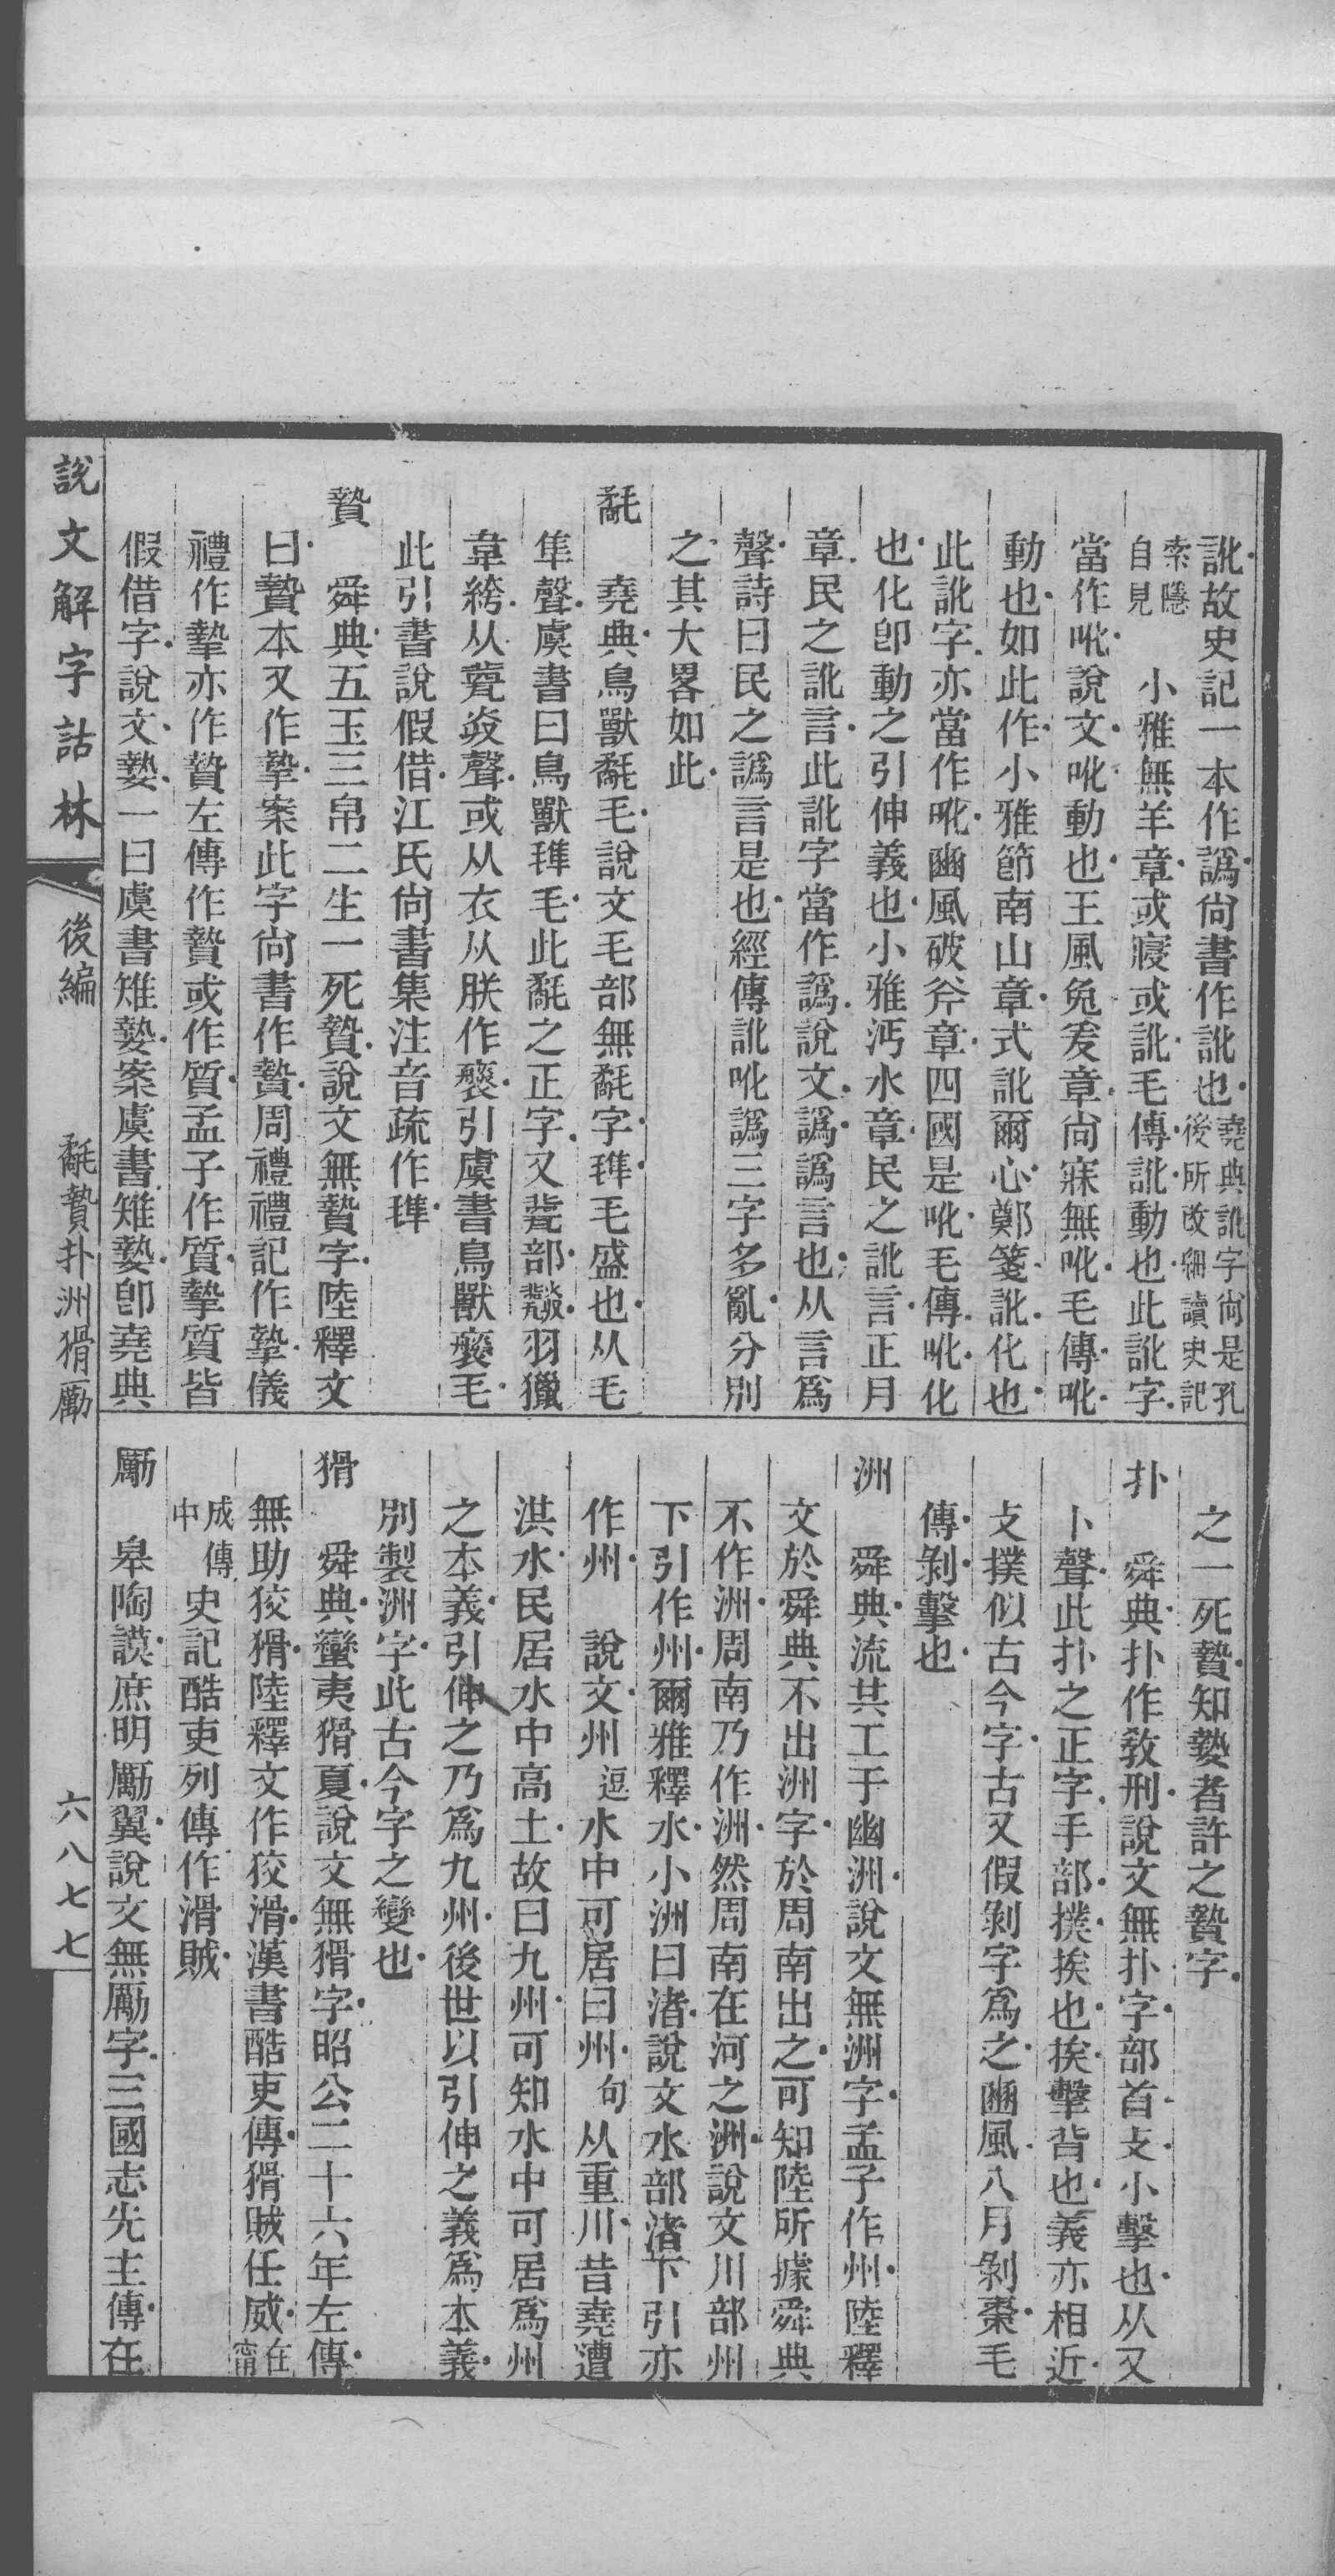 訛故史記一本作譌尙書作訛也堯典訛字尙是孔後所改細讀史記
索隱自見　小雅無羊章或寢或訛毛傳訛動也此訛字
當作吪說文吪動也王風兔爰章尙寐無吪毛傳吪
動也如此作小雅節南山章式訛爾心鄭箋訛化也
此訛字亦當作吪豳風破斧章四國是吪毛傳吪化
也化卽動之引伸義也小雅沔水章民之訛言正月
章民之訛言此訛字當作譌說文譌譌言也从言爲
聲詩曰民之譌言是也經傳訛吪譌三字多亂分別
之其大畧如此
氄　堯典鳥獸氄毛說文毛部無氄字㲝毛盛也从毛
隼聲虞書曰鳥獸㲝毛此氄之正字又㼱部㽈羽獵
韋絝从㼱灷聲或从衣从朕作褜引虞書鳥獸褜毛
此引書說假借江氏尙書集注音疏作㲝
贄　舜典五玉三帛二生一死贄說文無贄字陸釋文
曰贄本又作摯案此字尙書作贄周禮禮記作摯儀
禮作摯亦作贄左傳作贄或作質孟子作質摯質皆
假借字說文㙯一曰虞書雉㙯案虞書雉㙯卽堯典
之一死贄知㙯者許之贄字
扑　舜典扑作敎刑說文無扑字部首攴小擊也从又
卜聲此扑之正字手部撲挨也挨擊背也義亦相近
攴撲似古今字古又假剝字爲之豳風八月剝棗毛
傳剝擊也
洲　舜典流共工于幽洲說文無洲字孟子作州陸釋
文於舜典不出洲字於周南出之可知陸所據舜典
不作洲周南乃作洲然周南在河之洲說文川部州
下引作州爾雅釋水小洲曰渚說文水部渚下引亦
作州　說文州逗水中可居曰州句从重川昔堯遭
洪水民居水中高土故曰九州可知水中可居爲州
之本義引伸之乃爲九州後世以引伸之義爲本義
別製洲字此古今字之變也
猾　舜典蠻夷猾夏說文無猾字昭公二十六年左傳
無助狡猾陸釋文作狡滑漢書酷吏傳猾賊任威在甯
成傳中　史記酷吏列傳作滑賊
勵　皋陶謨庶明勵翼說文無勵字三國志先主傳在
說文解字詁林　後編　氄贄扑洲猾勵　六八七七